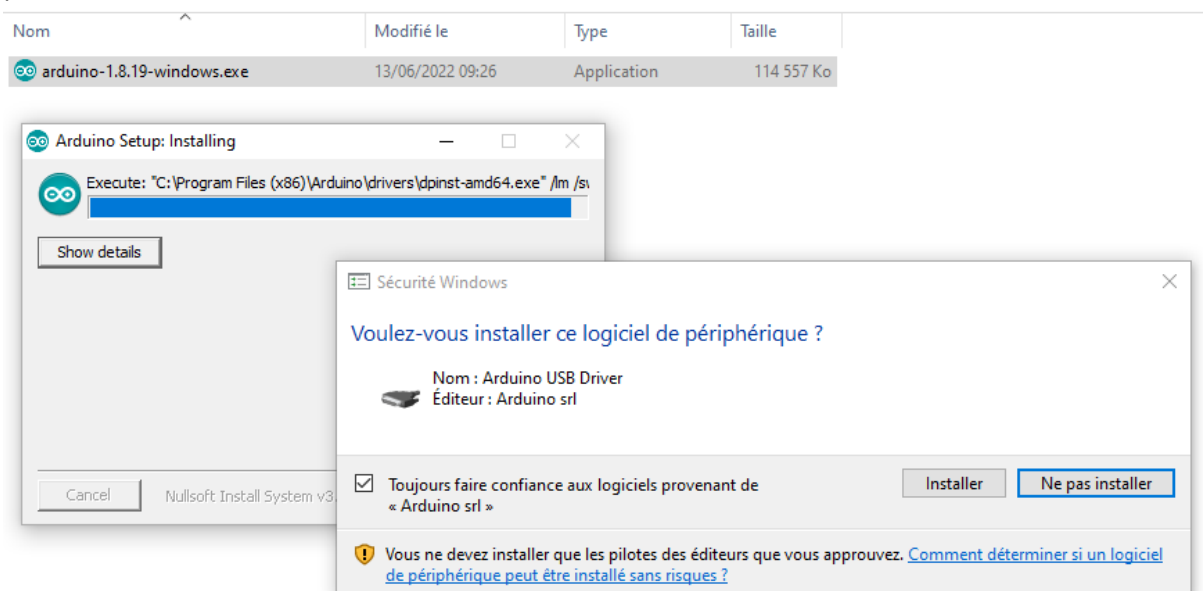 Nom Modifié le Type Taille
arduino-1.8.19-windows.exe 13/06/2022 09:26 Application 114 557 Ko
Arduino Setup: Installing
Execute: "C:\Program Files (x86)\Arduino\drivers\dpinst-amd64.exe" /lm /sw
Show details
Cancel Nullsoft Install System v3.
Sécurité Windows
Voulez-vous installer ce logiciel de périphérique ?
Nom : Arduino USB Driver
Éditeur : Arduino srl
Toujours faire confiance aux logiciels provenant de
« Arduino srl »
Installer Ne pas installer
Vous ne devez installer que les pilotes des éditeurs que vous approuvez. Comment déterminer si un logiciel
de périphérique peut être installé sans risques ?